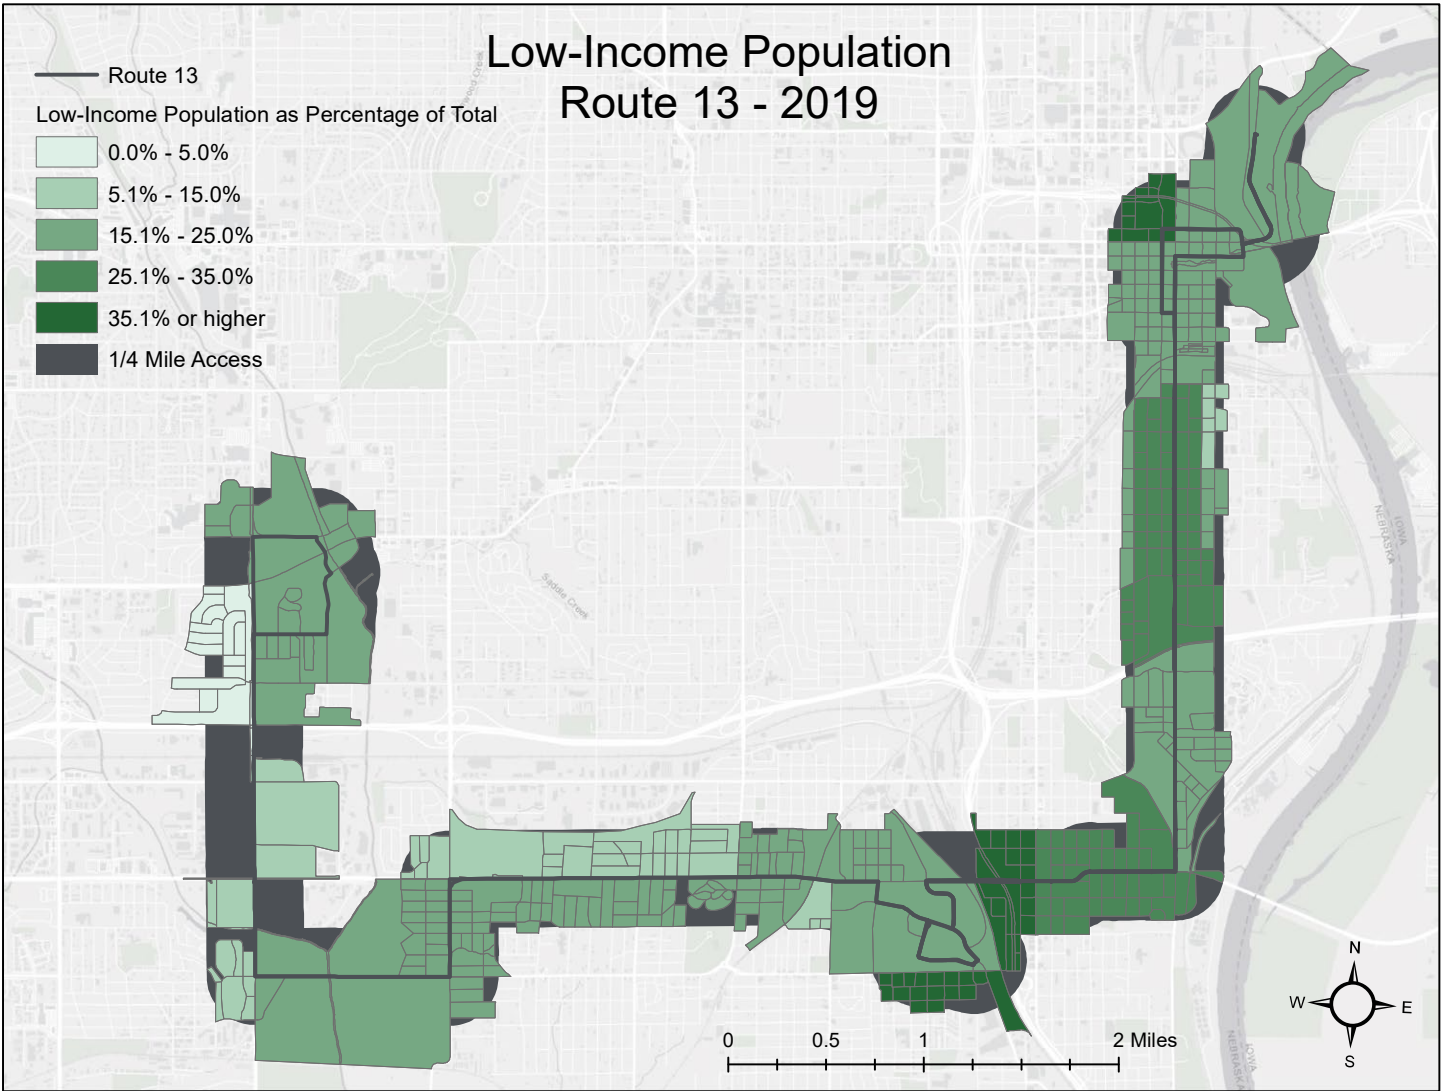 Low-Income Population
Route 13 - 2019
Route 13
Low-Income Population as Percentage of Total
0.0% - 5.0%
5.1% - 15.0%
15.1% - 25.0%
25.1% - 35.0%
35.1% or higher
1/4 Mile Access
Saddle Creek
IOWA
NEBRASKA
IOWA
NEBRASKA
N
W
E
S
0
0.5
1
2 Miles